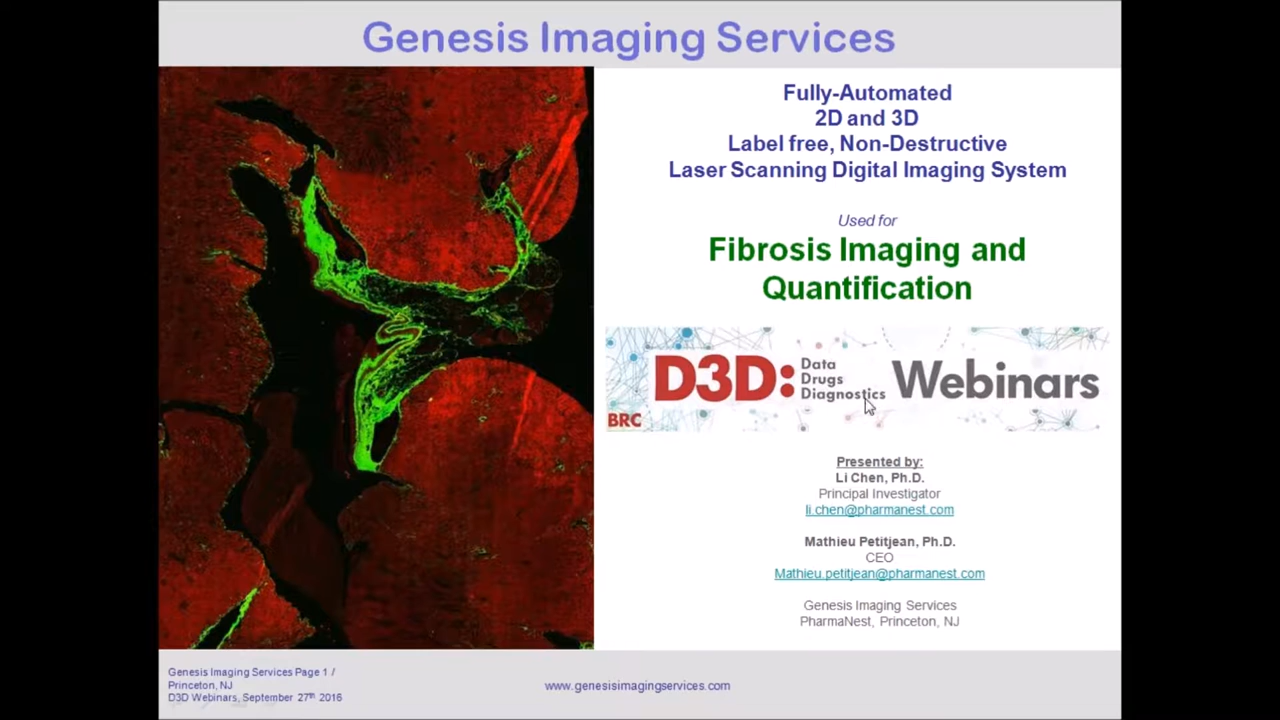 Genesis Imaging Services
Fully-Automated
2D and 3D
Label free, Non-Destructive
Laser Scanning Digital Imaging System
Used for
Fibrosis Imaging and
Quantification
BRC
D3D:
Data
Drugs
Diagnostics
Webinars
Presented by:
Li Chen, Ph.D.
Principal Investigator
li.chen@pharmanest.com
Mathieu Petitjean, Ph.D.
CEO
Mathieu.petitjean@pharmanest.com
Genesis Imaging Services
PharmaNest, Princeton, NJ
Genesis Imaging Services Page 1 /
Princeton, NJ
D3D Webinars, September 27th 2016
www.genesisimagingservices.com